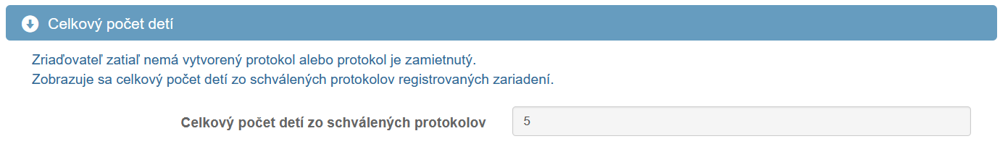 Celkový počet detí
Zriaďovateľ zatiaľ nemá vytvorený protokol alebo protokol je zamietnutý.
Zobrazuje sa celkový počet detí zo schválených protokolov registrovaných zariadení.
Celkový počet detí zo schválených protokolov 5